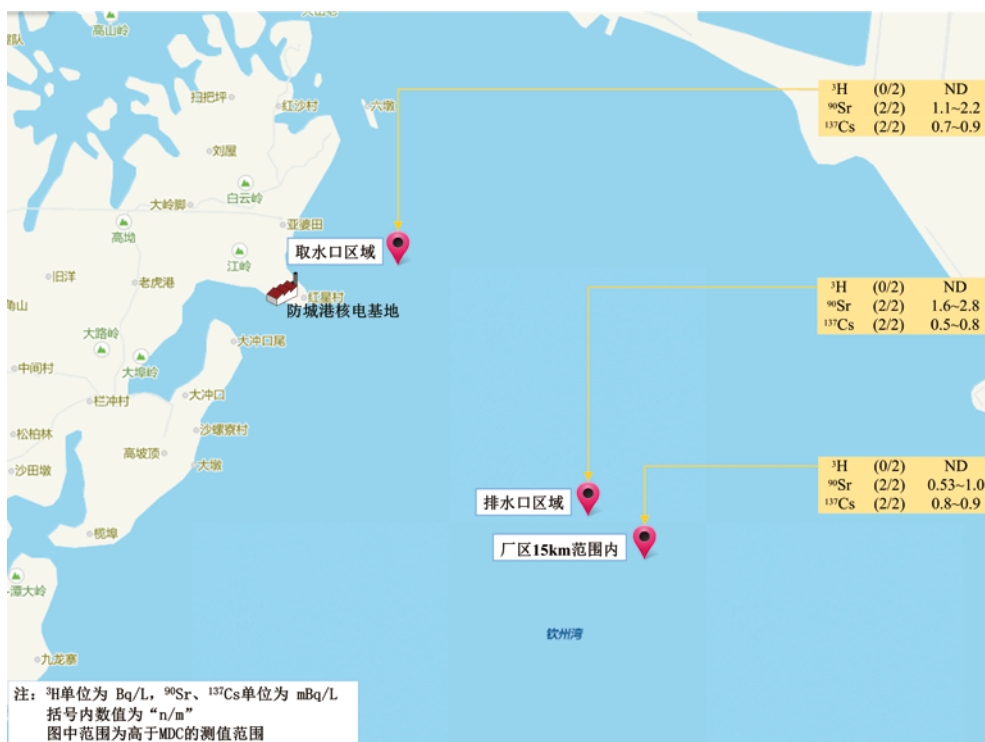 高山岭
扫把坪
红沙村
六墩
³H (0/2) ND
⁹⁰Sr (2/2) 1.1~2.2
¹³⁷Cs (2/2) 0.7~0.9
刘屋
白云岭
大岭脚
亚婆田
高坳
取水口区域
江岭
旧洋
老虎港
红星村
角山
防城港核电基地
³H (0/2) ND
⁹⁰Sr (2/2) 1.6~2.8
¹³⁷Cs (2/2) 0.5~0.8
大路岭
大冲口尾
中间村
大埠岭
栏冲村
大冲口
松柏林
沙螺寮村
高坡顶
沙田墩
大墩
³H (0/2) ND
⁹⁰Sr (2/2) 0.53~1.0
¹³⁷Cs (2/2) 0.8~0.9
排水口区域
榄埠
厂区15km范围内
潭大岭
钦州湾
九龙寨
注：³H单位为 Bq/L，⁹⁰Sr、¹³⁷Cs单位为 mBq/L
括号内数值为“n/m”
图中范围为高于MDC的测值范围